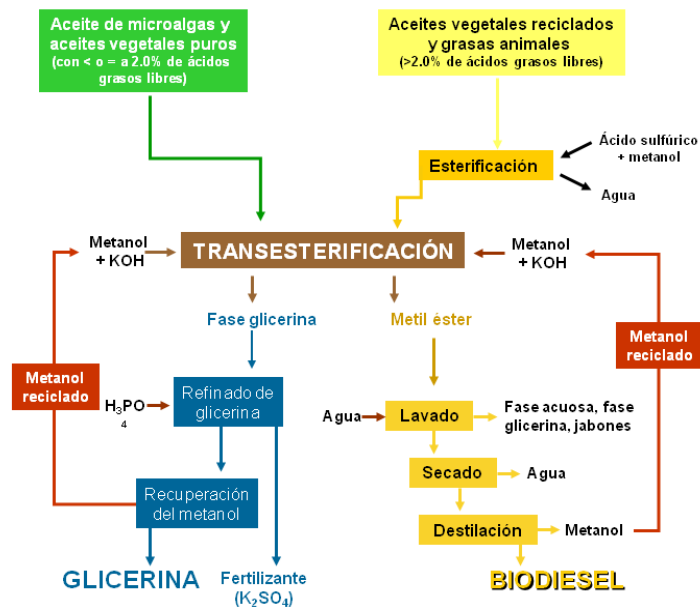 Aceite de microalgas y
aceites vegetales puros
(con < o = a 2.0% de ácidos
grasos libres)
Aceites vegetales reciclados
y grasas animales
(>2.0% de ácidos grasos libres)
Esterificación
Ácido sulfúrico
+ metanol
Agua
Metanol
+ KOH
TRANSESTERIFICACIÓN
Metanol
+ KOH
Fase glicerina
Metil éster
Metanol
reciclado
Metanol
reciclado
H3PO
4
Refinado de
glicerina
Agua
Lavado
Fase acuosa, fase
glicerina, jabones
Secado
Agua
Recuperación
del metanol
Destilación
Metanol
GLICERINA
Fertilizante
(K2SO4)
BIODIESEL